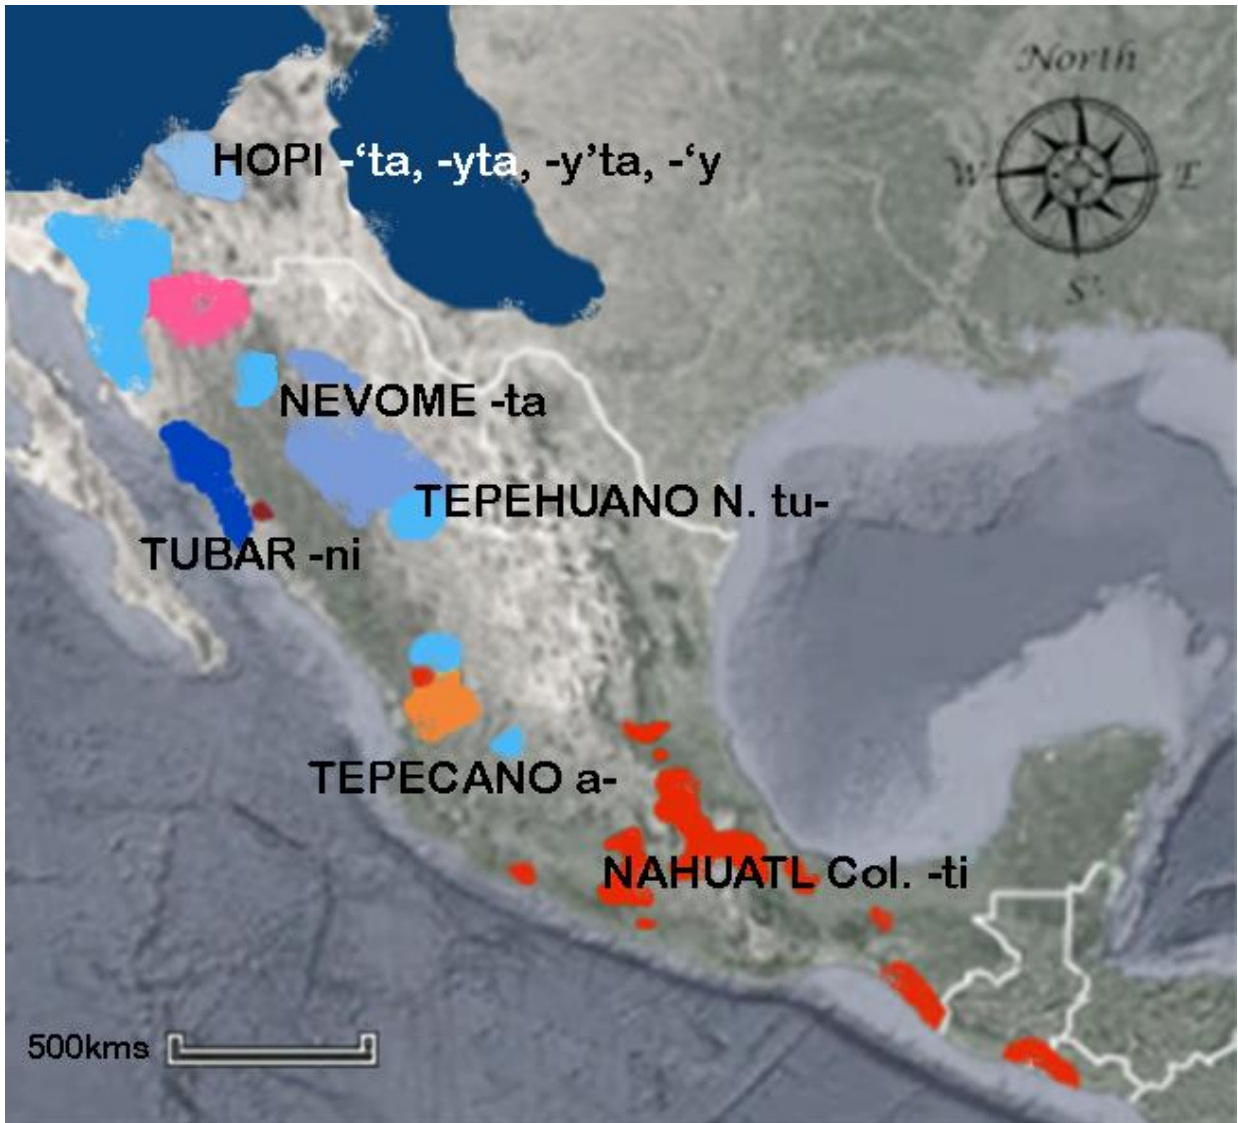 North
W
E
S
HOPI -‘ta, -yta, -y’ta, -‘y
NEVOME -ta
TEPEHUANO N. tu-
TUBAR -ni
TEPECANO a-
NAHUATL Col. -ti
500kms